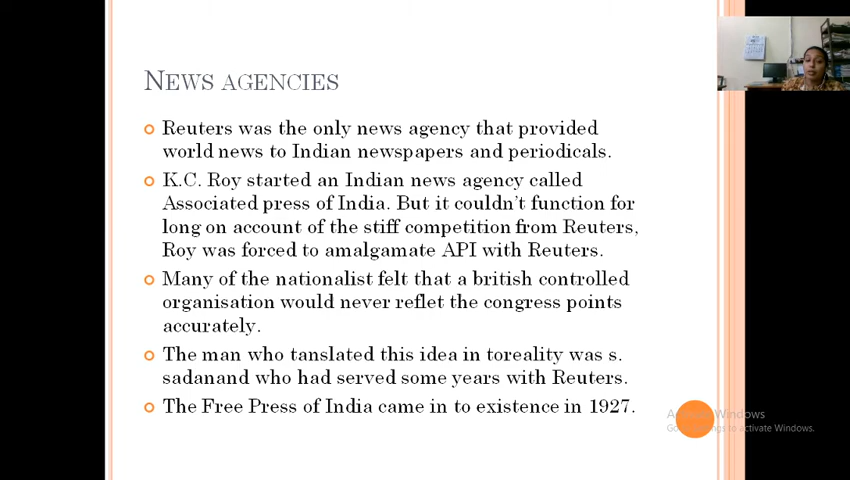 NEWS AGENCIES
Reuters was the only news agency that provided
world news to Indian newspapers and periodicals.
K.C. Roy started an Indian news agency called
Associated press of India. But it couldn't function for
long on account of the stiff competition from Reuters,
Roy was forced to amalgamate API with Reuters.
Many of the nationalist felt that a british controlled
organisation would never reflet the congress points
accurately.
The man who tanslated this idea in toreality was s.
sadanand who had served some years with Reuters.
The Free Press of India came in to existence in 1927.
Windows
to activate Windows.